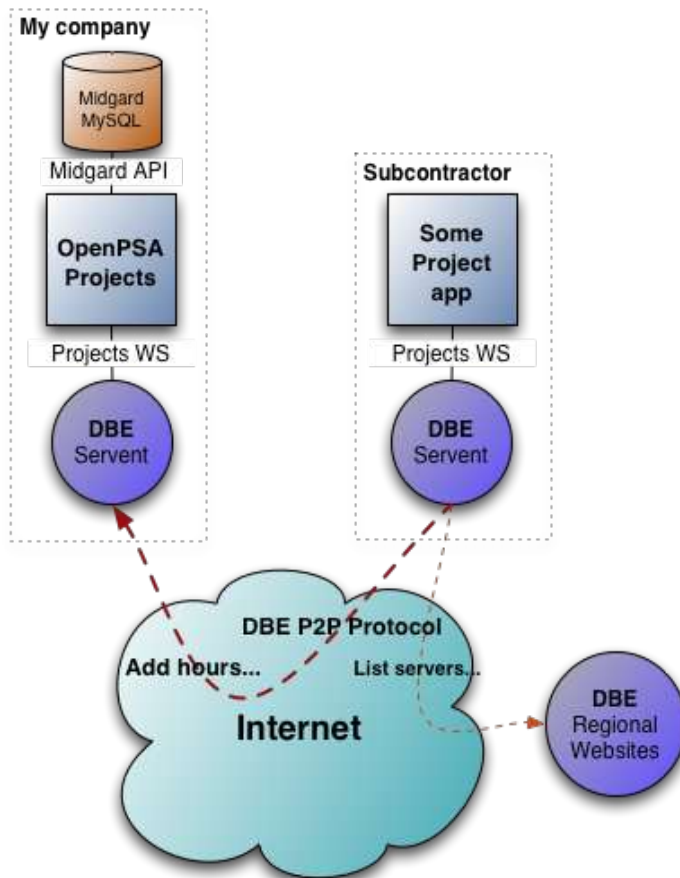 My company
Midgard
MySQL
Midgard API
OpenPSA
Projects
Projects WS
DBE
Servent
Subcontractor
Some
Project
app
Projects WS
DBE
Servent
DBE P2P Protocol
Add hours...
List servers...
Internet
DBE
Regional
Websites